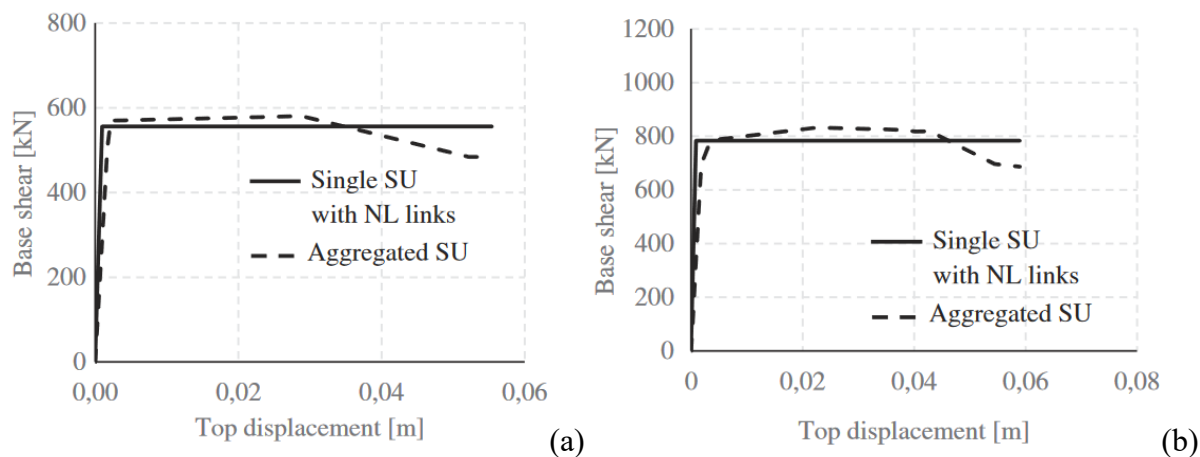 800
600
400
200
0
Base shear [kN]
Single SU
with NL links
Aggregated SU
0,00
0,02
0,04
0,06
Top displacement [m]
(a)
1200
1000
800
600
400
200
0
Base shear [kN]
Single SU
with NL links
Aggregated SU
0
0,02
0,04
0,06
0,08
Top displacement [m]
(b)